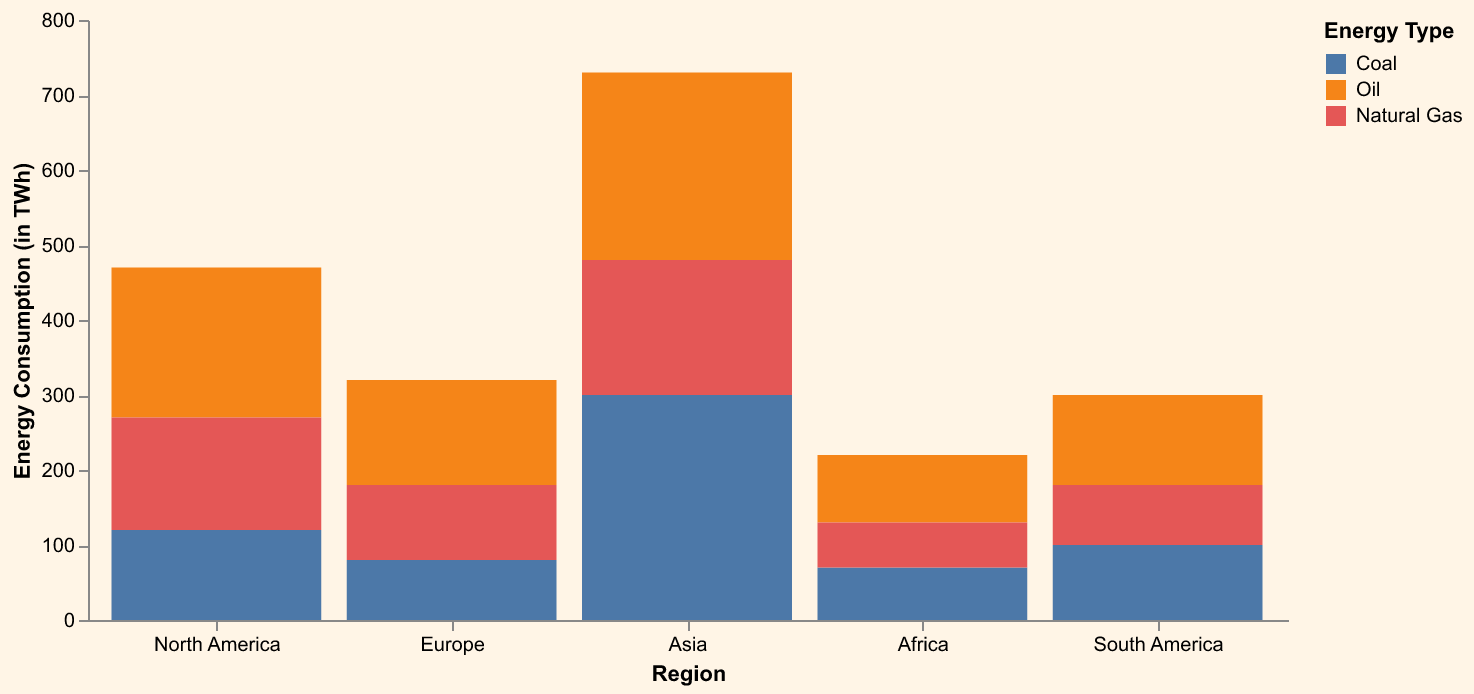 Energy Consumption (in TWh)
800
700
600
500
400
300
200
100
0
North America
Europe
Asia
Africa
South America
Region
Energy Type
Coal
Oil
Natural Gas